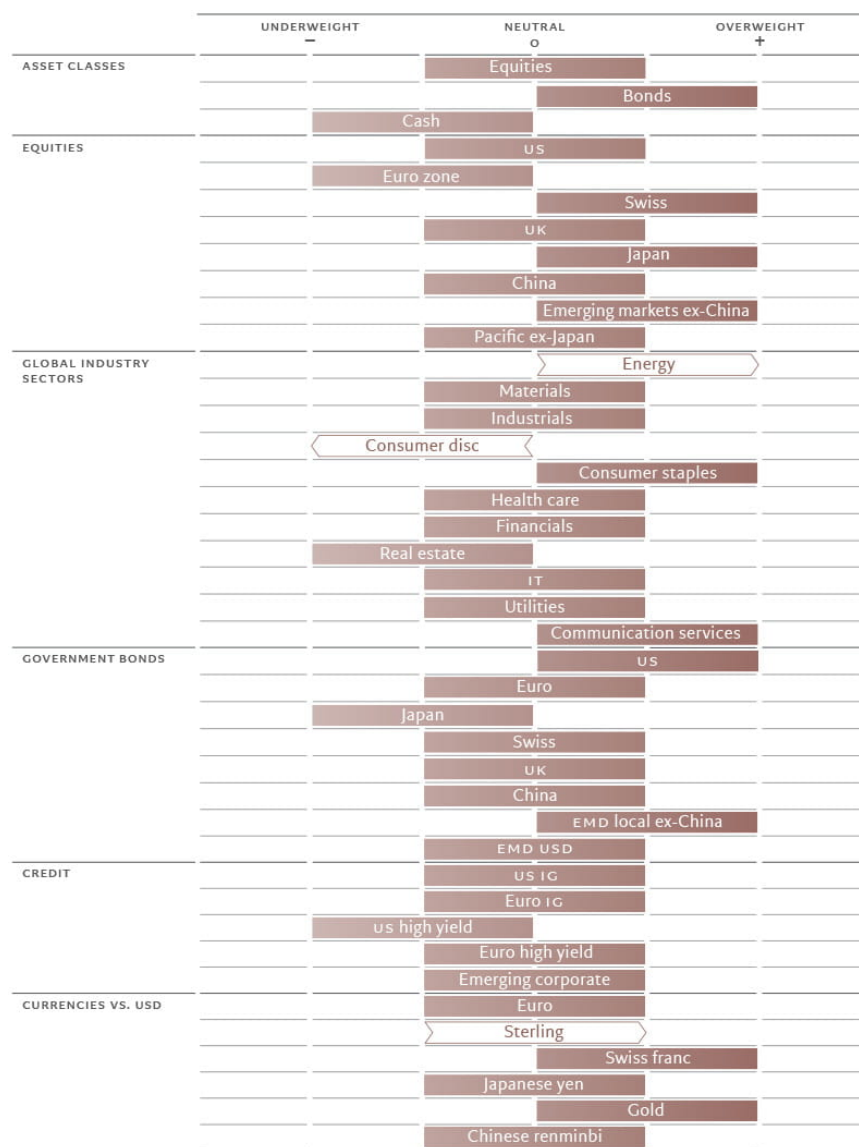 UNDERWEIGHT NEUTRAL OVERWEIGHT
– o +
ASSET CLASSES Equities
Bonds
Cash
EQUITIES US
Euro zone
Swiss
UK
Japan
China
Emerging markets ex-China
Pacific ex-Japan
GLOBAL INDUSTRY Energy
SECTORS
Materials
Industrials
Consumer disc
Consumer staples
Health care
Financials
Real estate
IT
Utilities
Communication services
GOVERNMENT BONDS US
Euro
Japan
Swiss
UK
China
EMD local ex-China
EMD USD
CREDIT US IG
Euro IG
US high yield
Euro high yield
Emerging corporate
CURRENCIES VS. USD Euro
Sterling
Swiss franc
Japanese yen
Gold
Chinese renminbi